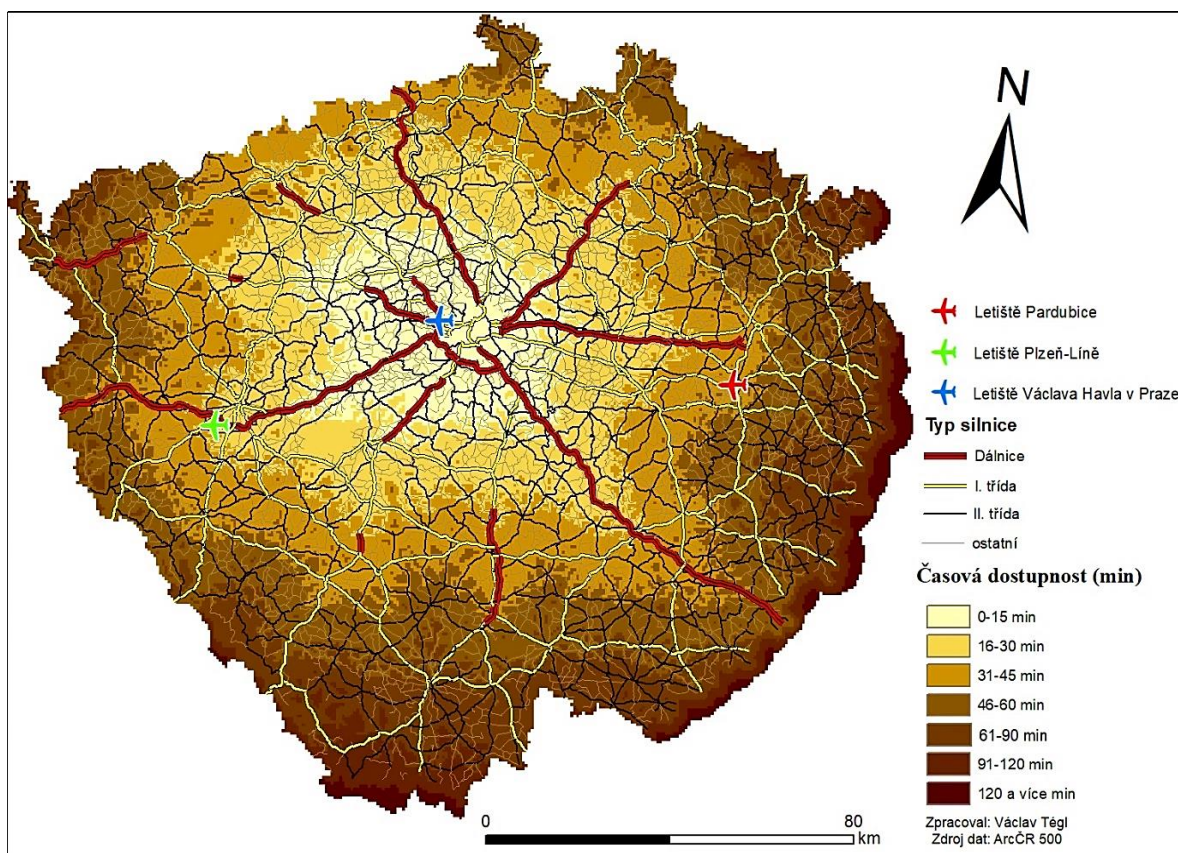 N
Letiště Pardubice
Letiště Plzeň-Líně
Letiště Václava Havla v Praze
Typ silnice
Dálnice
I. třída
II. třída
ostatní
Časová dostupnost (min)
0-15 min
16-30 min
31-45 min
46-60 min
61-90 min
91-120 min
120 a více min
Zpracoval: Václav Tégl
Zdroj dat: ArcČR 500
0 80
km